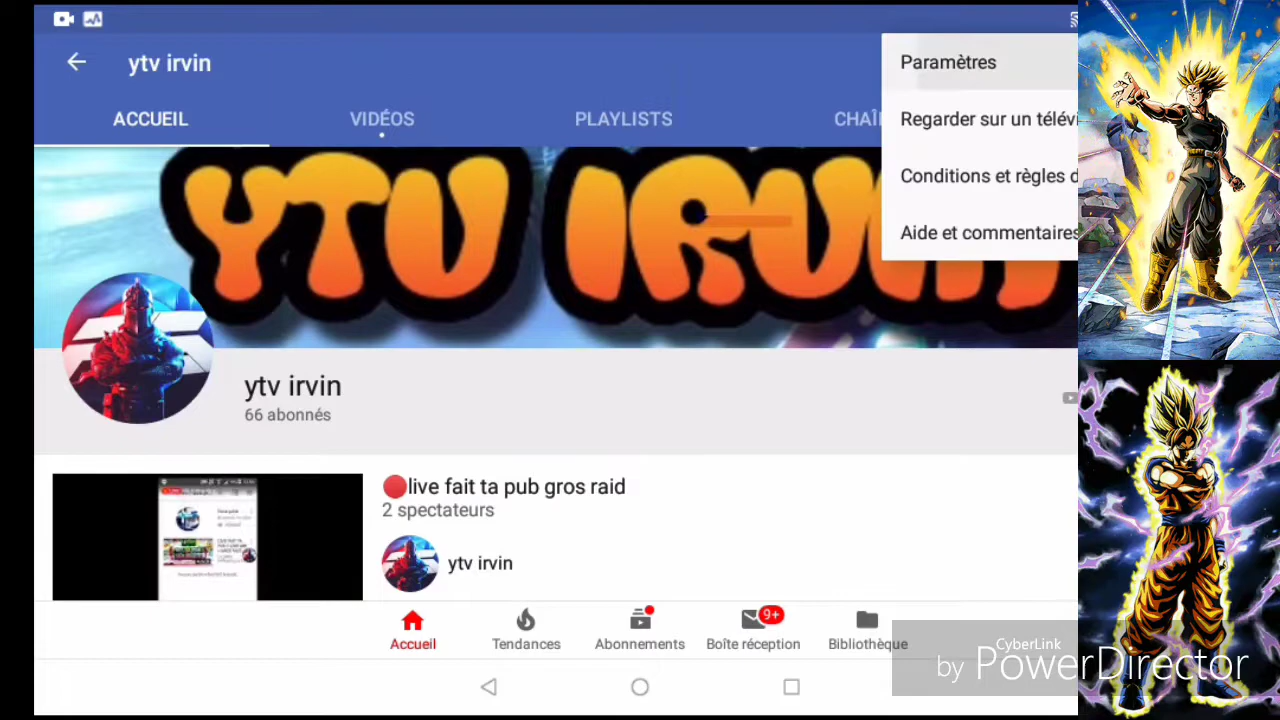 ytv irvin
Paramètres
ACCUEIL VIDÉOS PLAYLISTS CHAÎ
Regarder sur un télévi
Conditions et règles d
Aide et commentaires
YTV IRVIN
ytv irvin
66 abonnés
🔴live fait ta pub gros raid
2 spectateurs
ytv irvin
9+
Accueil Tendances Abonnements Boîte réception Bibliothèque
CyberLink
by PowerDirector